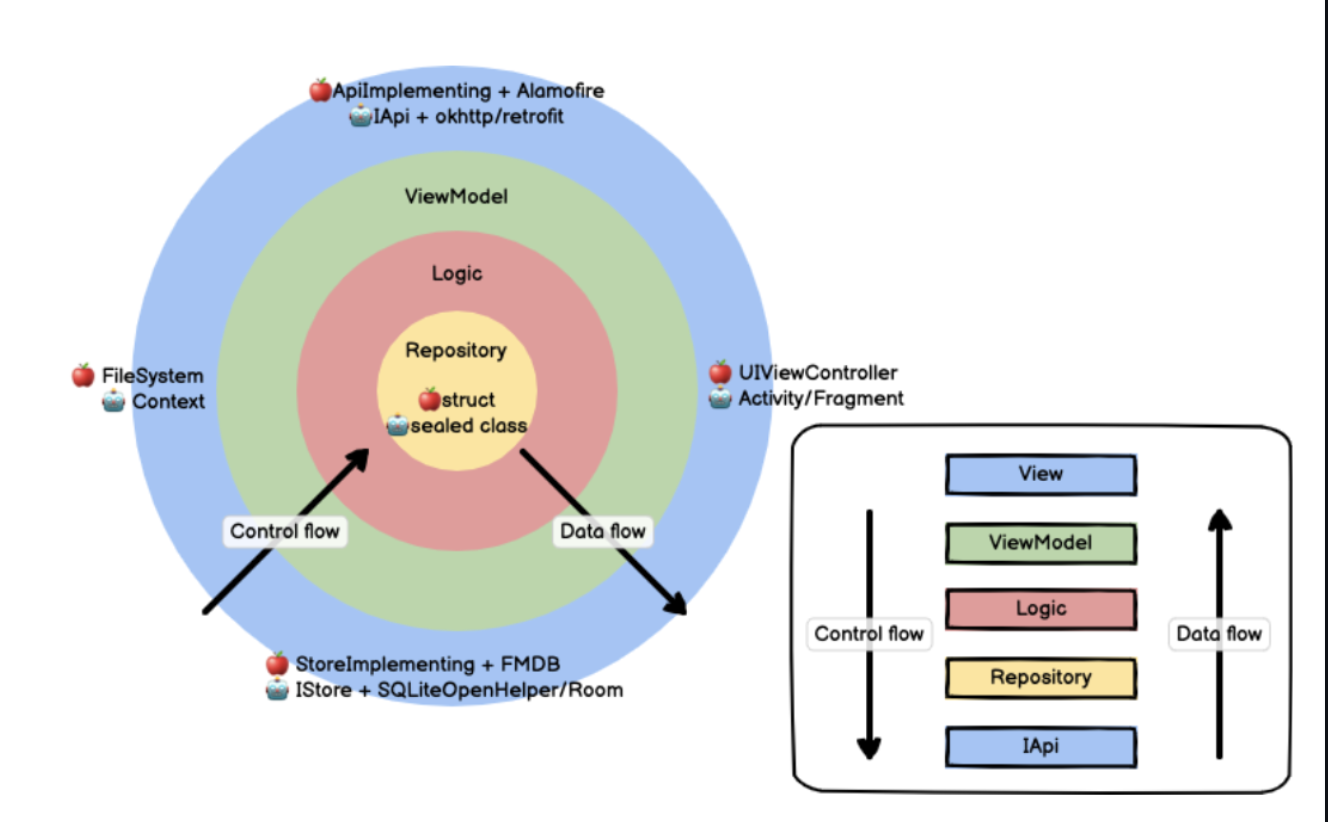 🍎ApiImplementing + Alamofire
🤖IApi + okhttp/retrofit
ViewModel
Logic
Repository
🍎struct
🤖sealed class
🍎 FileSystem
🤖 Context
🍎 UIViewController
🤖 Activity/Fragment
Control flow
Data flow
🍎 StoreImplementing + FMDB
🤖 IStore + SQLiteOpenHelper/Room
View
ViewModel
Logic
Control flow
Data flow
Repository
IApi